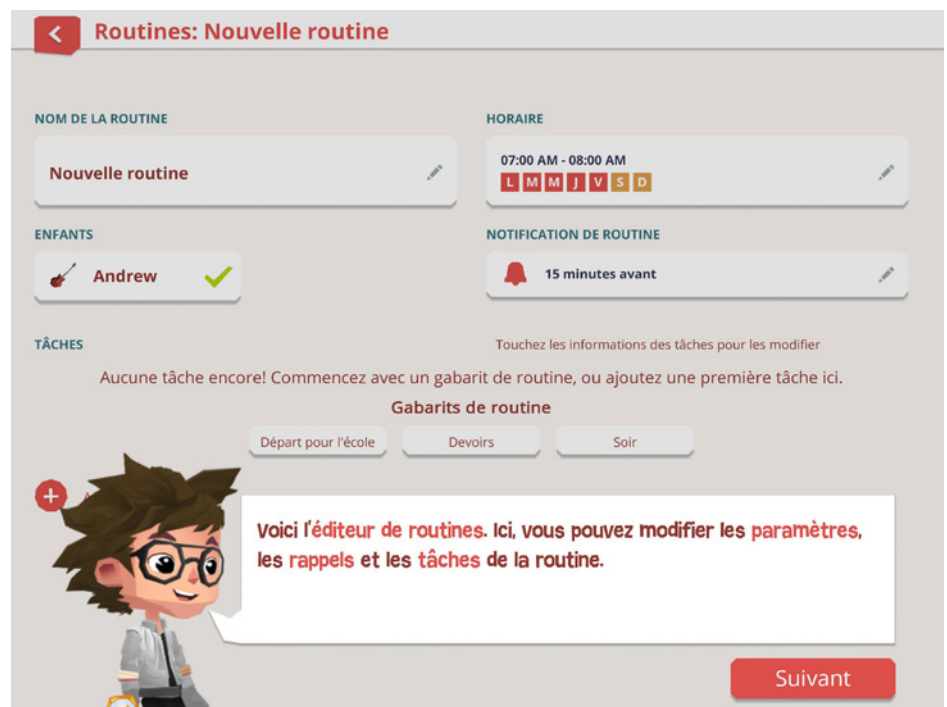 Routines: Nouvelle routine
NOM DE LA ROUTINE
HORAIRE
Nouvelle routine
07:00 AM - 08:00 AM
L M M J V S D
ENFANTS
NOTIFICATION DE ROUTINE
Andrew
15 minutes avant
TÂCHES
Touchez les informations des tâches pour les modifier
Aucune tâche encore! Commencez avec un gabarit de routine, ou ajoutez une première tâche ici.
Gabarits de routine
Départ pour l'école
Devoirs
Soir
Voici l'éditeur de routines. Ici, vous pouvez modifier les paramètres,
les rappels et les tâches de la routine.
Suivant